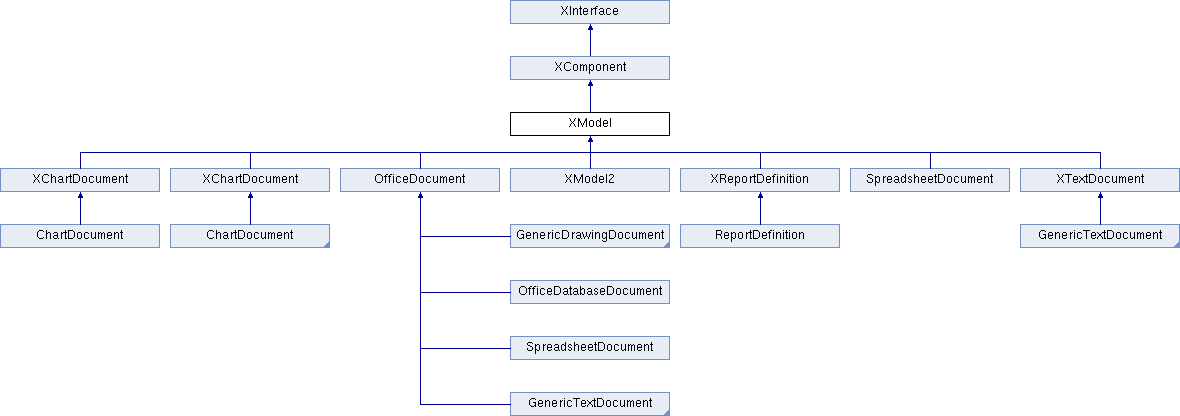 XInterface
XComponent
XModel
XChartDocument
XChartDocument
OfficeDocument
XModel2
XReportDefinition
SpreadsheetDocument
XTextDocument
ChartDocument
ChartDocument
GenericDrawingDocument
ReportDefinition
GenericTextDocument
OfficeDatabaseDocument
SpreadsheetDocument
GenericTextDocument